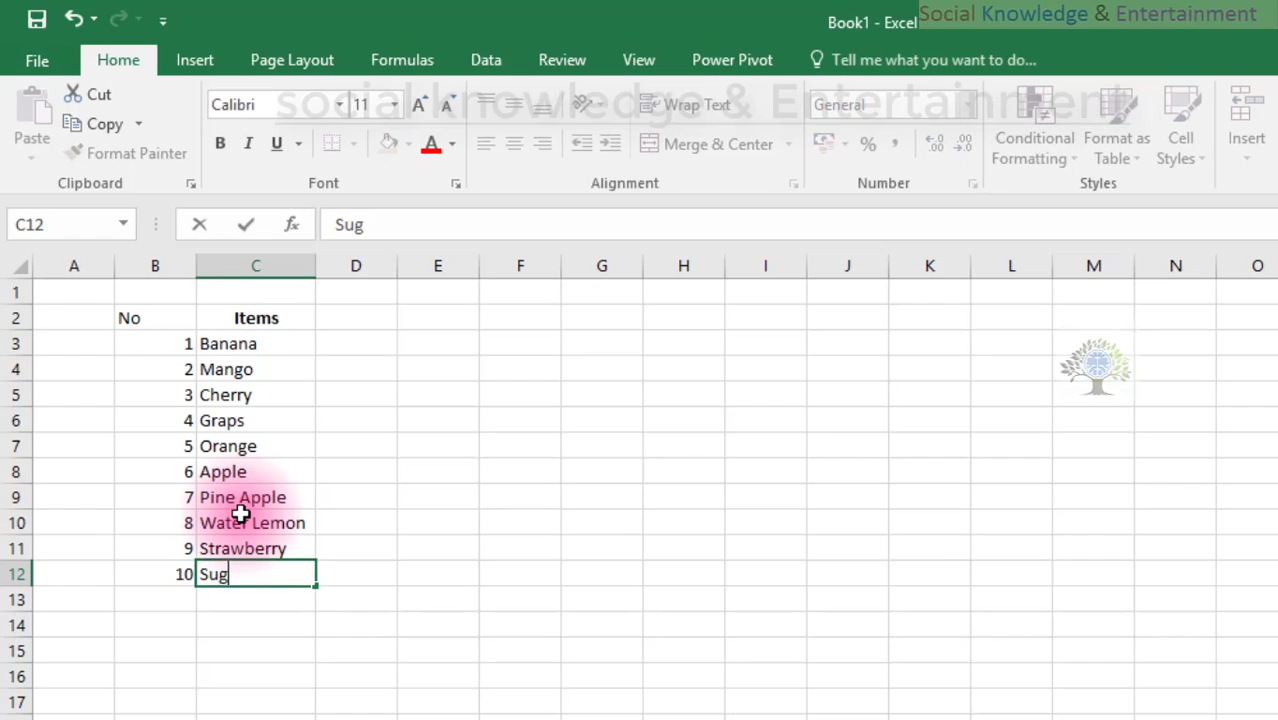 Book1 - Excel
Social Knowledge & Entertainment
File Home Insert Page Layout Formulas Data Review View Power Pivot Tell me what you want to do...
social knowledge & Entertainment
Cut
Copy
Format Painter
Paste
Clipboard
Calibri 11
B I U
Font
Wrap Text
Merge & Center
Alignment
General
Number
Conditional Formatting
Format as Table
Cell Styles
Styles
Insert
C12 fx Sug
A B C D E F G H I J K L M N O
1
2 No Items
3 1 Banana
4 2 Mango
5 3 Cherry
6 4 Graps
7 5 Orange
8 6 Apple
9 7 Pine Apple
10 8 Water Lemon
11 9 Strawberry
12 10 Sug
13
14
15
16
17